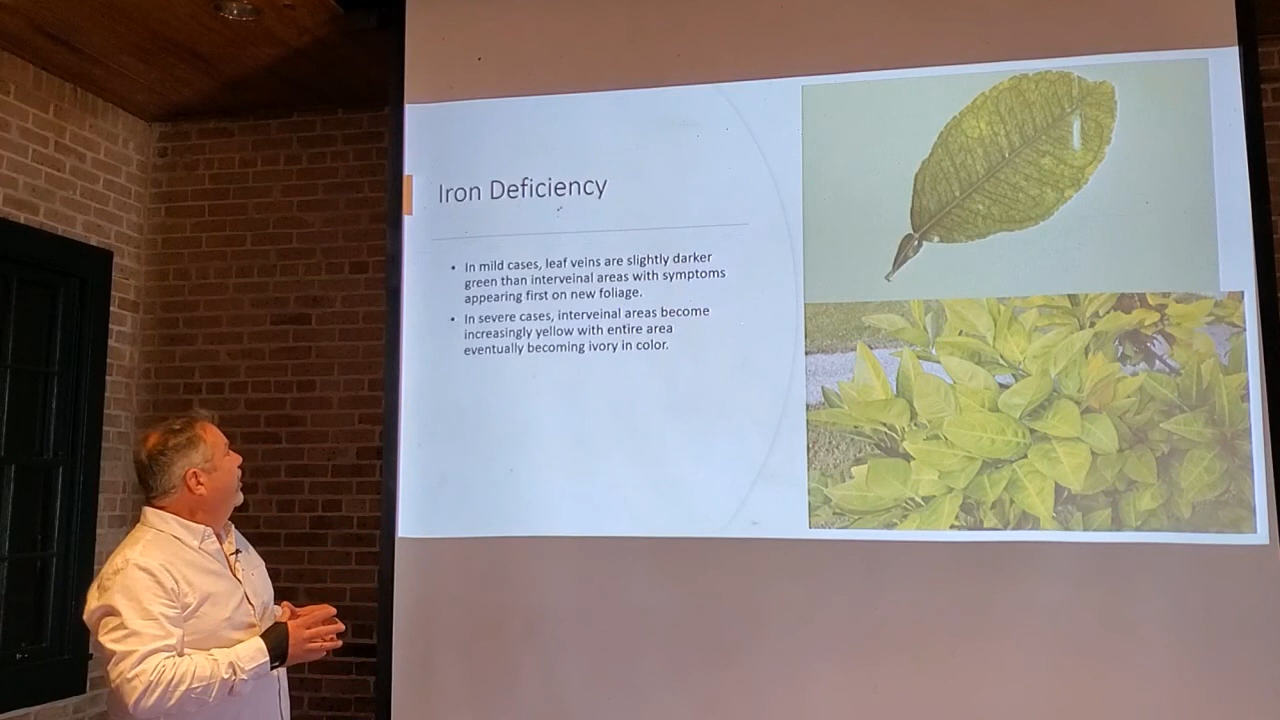 Iron Deficiency
• In mild cases, leaf veins are slightly darker
green than interveinal areas with symptoms
appearing first on new foliage.
• In severe cases, interveinal areas become
increasingly yellow with entire area
eventually becoming ivory in color.